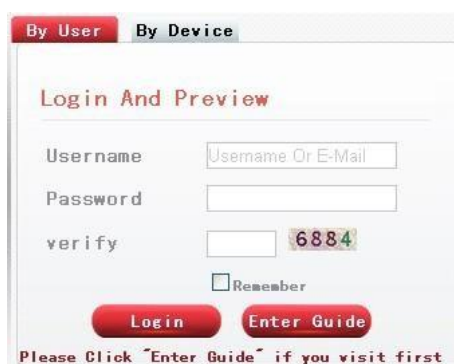 By User By Device
Login And Preview
Username Username Or E-Mail
Password
verify 6884
Remember
Login Enter Guide
Please Click "Enter Guide" if you visit first